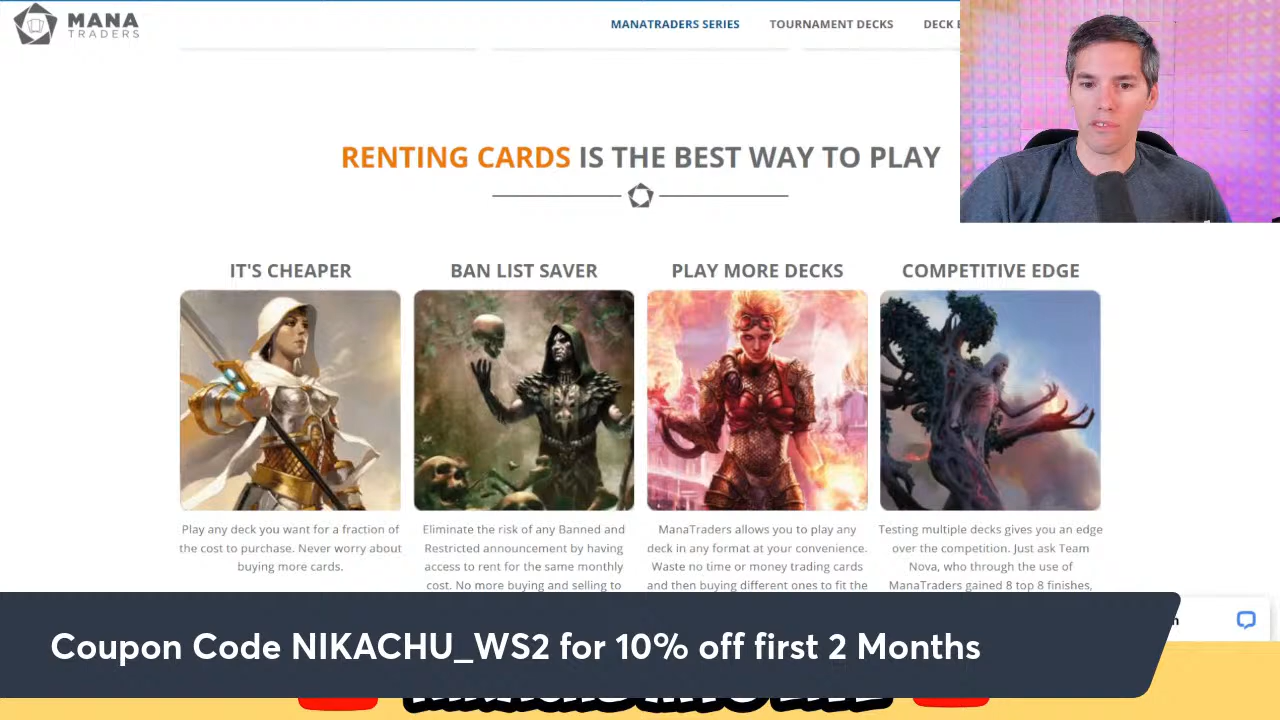 MANA
TRADERS
MANATRADERS SERIES
TOURNAMENT DECKS
DECK
RENTING CARDS IS THE BEST WAY TO PLAY
IT'S CHEAPER
Play any deck you want for a fraction of
the cost to purchase. Never worry about
buying more cards.
BAN LIST SAVER
Eliminate the risk of any Banned and
Restricted announcement by having
access to rent for the same monthly
cost. No more buying and selling to
PLAY MORE DECKS
ManaTraders allows you to play any
deck in any format at your convenience.
Waste no time or money trading cards
and then buying different ones to fit the
COMPETITIVE EDGE
Testing multiple decks gives you an edge
over the competition. Just ask Team
Nova, who through the use of
ManaTraders gained 8 top 8 finishes,
Coupon Code NIKACHU_WS2 for 10% off first 2 Months